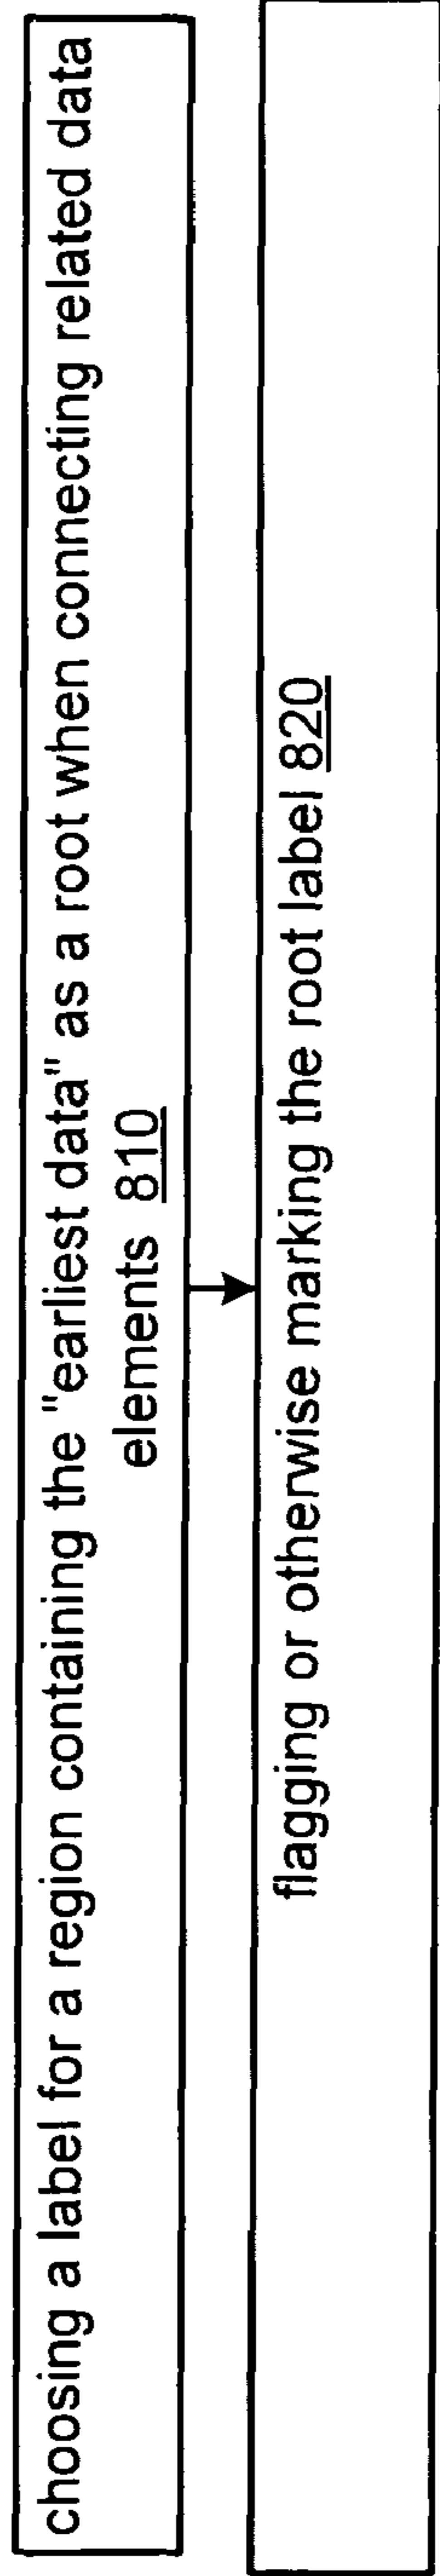 choosing a label for a region containing the "earliest data" as a root when connecting related data
elements 810
flagging or otherwise marking the root label 820